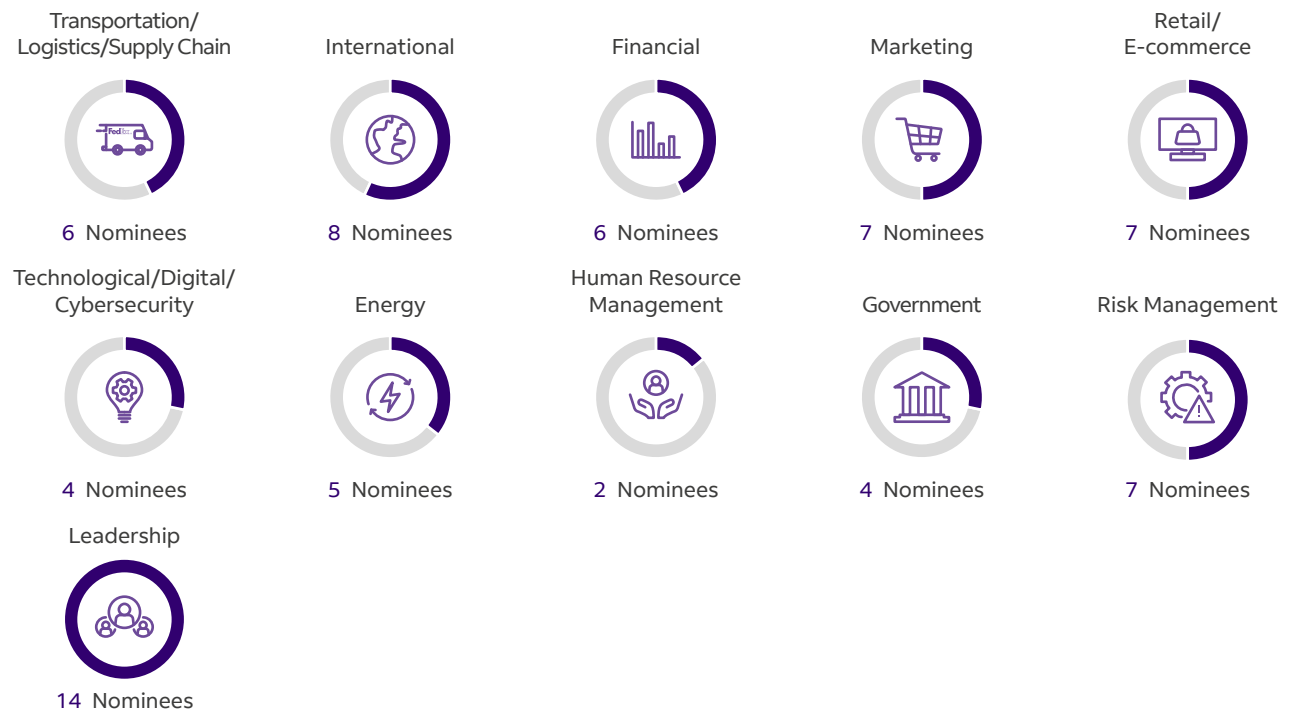 Transportation/
Logistics/Supply Chain
International
Financial
Marketing
Retail/
E-commerce
FedEx
6 Nominees
8 Nominees
6 Nominees
7 Nominees
7 Nominees
Technological/Digital/
Cybersecurity
Energy
Human Resource
Management
Government
Risk Management
4 Nominees
5 Nominees
2 Nominees
4 Nominees
7 Nominees
Leadership
14 Nominees